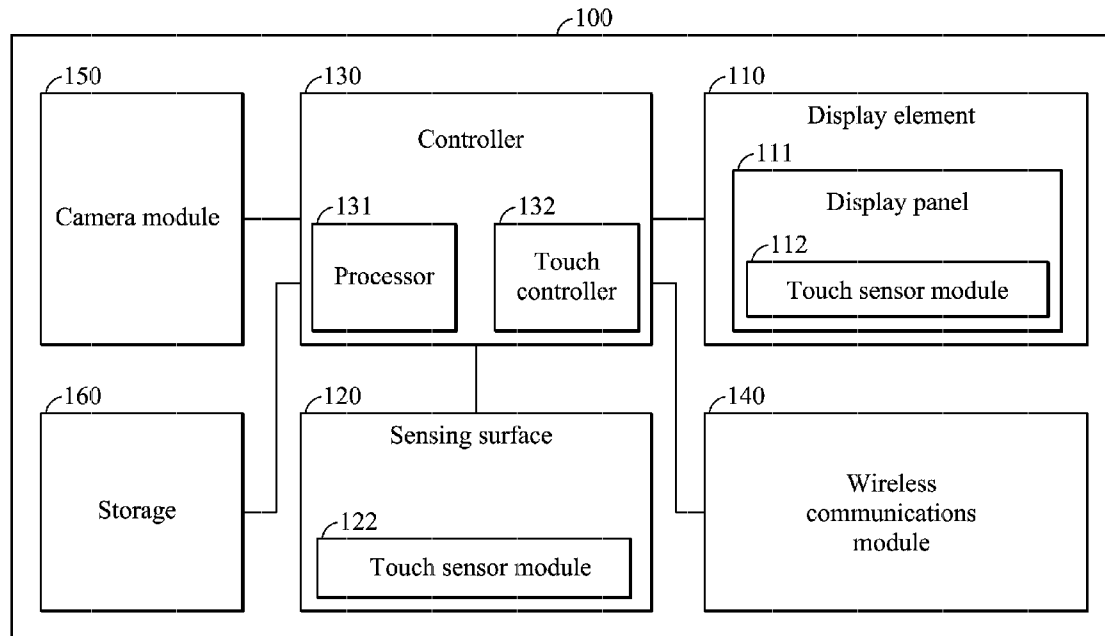 100
150
Camera module
130
Controller
131
Processor
132
Touch
controller
110
Display element
111
Display panel
112
Touch sensor module
160
Storage
120
Sensing surface
122
Touch sensor module
140
Wireless
communications
module